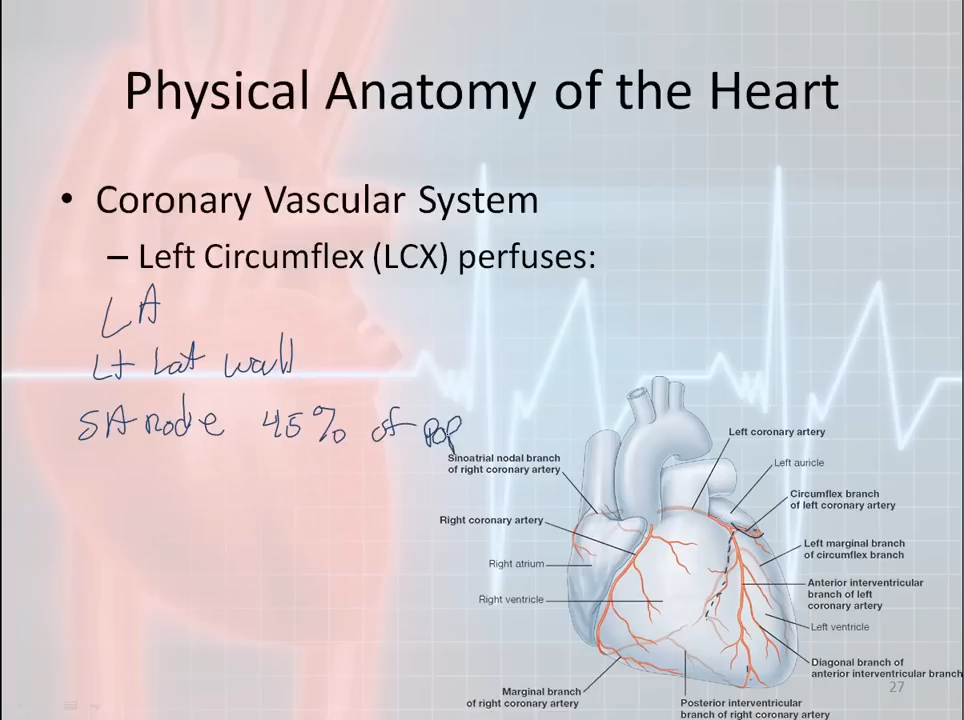 Physical Anatomy of the Heart
• Coronary Vascular System
– Left Circumflex (LCX) perfuses:
LA
Lt Lat wall
SA node 45% of pop
Left coronary artery
Left auricle
Sinoatrial nodal branch
of right coronary artery
Circumflex branch
of left coronary artery
Right coronary artery
Left marginal branch
of circumflex branch
Right atrium
Anterior interventricular
branch of left
coronary artery
Right ventricle
Left ventricle
Diagonal branch of
anterior interventricular branch
27
Marginal branch
of right coronary artery
Posterior interventricular
branch of right coronary artery